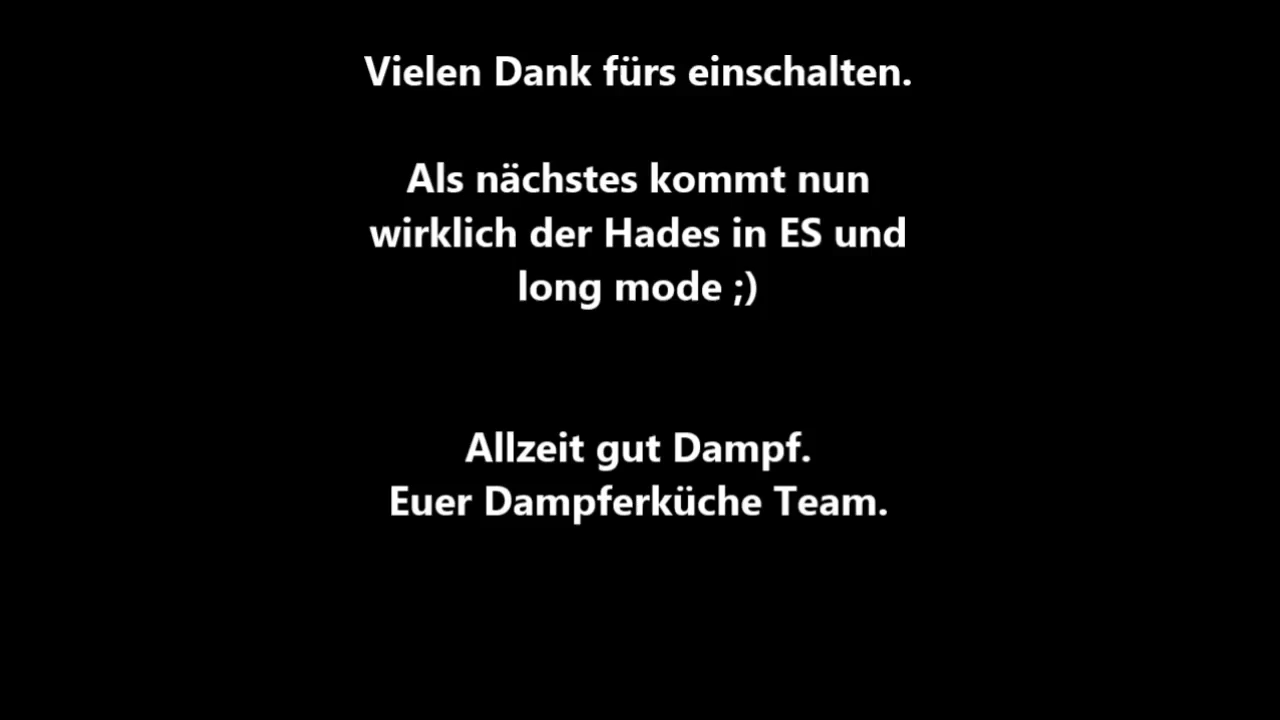 Vielen Dank fürs einschalten.
Als nächstes kommt nun
wirklich der Hades in ES und
long mode ;)
Allzeit gut Dampf.
Euer Dampferküche Team.